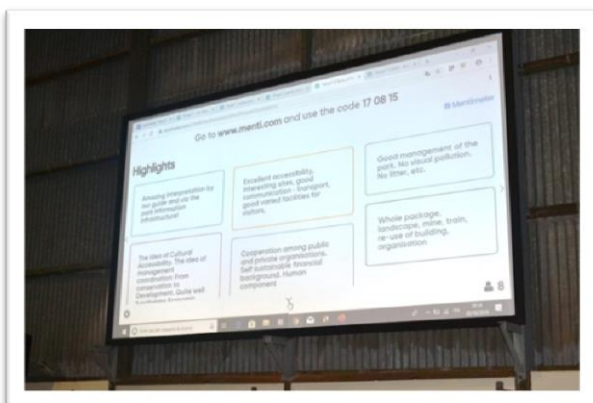 Go to www.menti.com and use the code 17 08 15
Mentimeter
Highlights
Amazing interpretation by
our guide and via the
park information
infrastructure!
Excellent accessibility,
interesting sites, good
communication - transport,
good varied facilities for
visitors.
Good management of the
park. No visual pollution.
No litter, etc.
The idea of Cultural
Accessibility. The idea of
management
coordination: From
conservation to
Development. Quite well
Cooperation among public
and private organisations.
Self sustainable financial
background. Human
component
Whole package,
landscape, mine, train,
re-use of building,
organisation
8